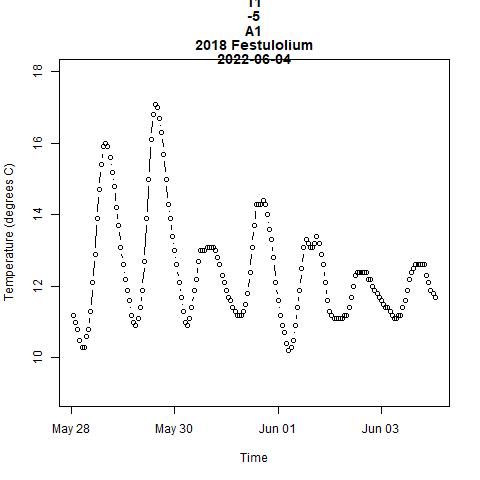 T1
-5
A1
2018 Festulolium
2022-06-04
Temperature (degrees C)
18
16
14
12
10
May 28
May 30
Jun 01
Jun 03
Time